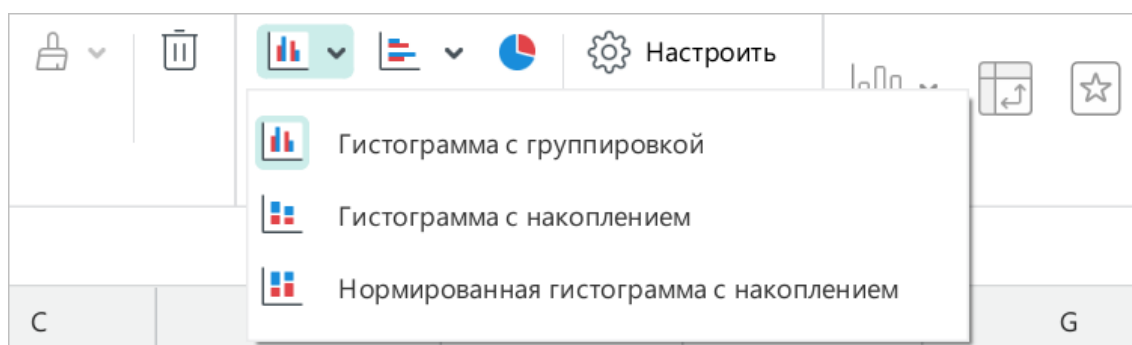 Настроить
Гистограмма с группировкой
Гистограмма с накоплением
Нормированная гистограмма с накоплением
C
G